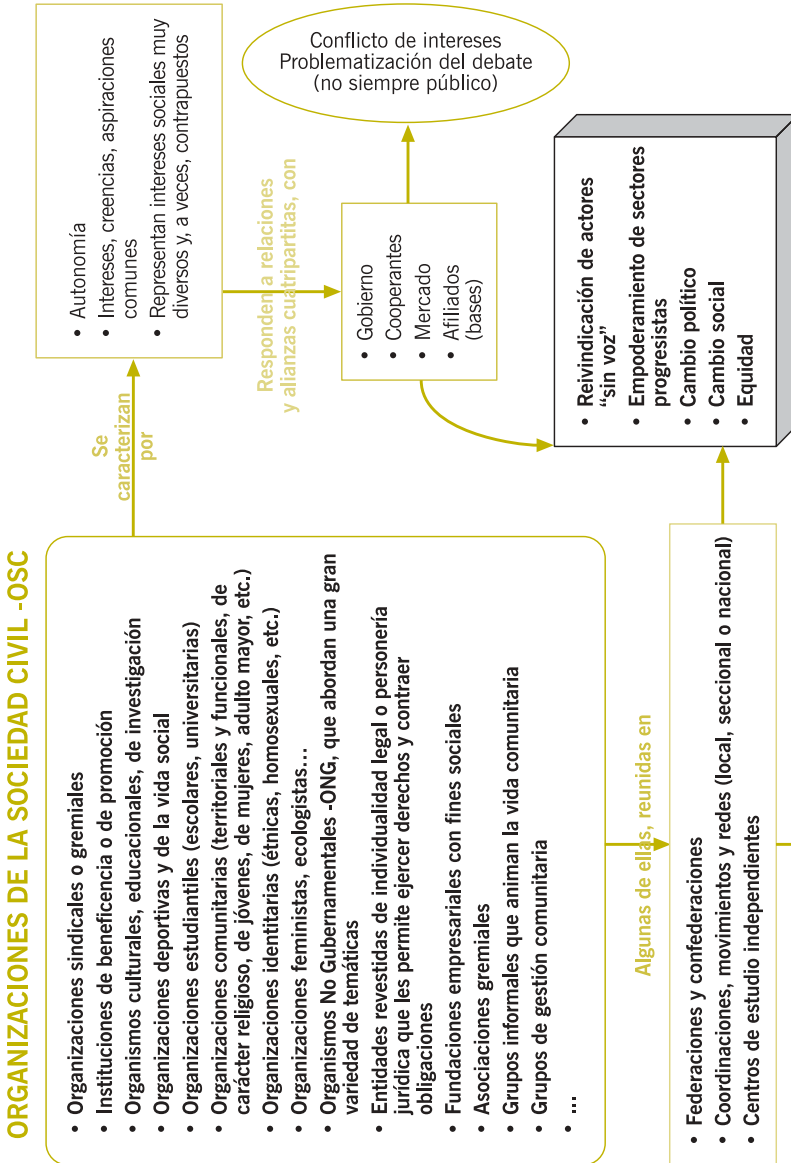 ORGANIZACIONES DE LA SOCIEDAD CIVIL -OSC
• Organizaciones sindicales o gremiales
• Instituciones de beneficencia o de promoción
• Organismos culturales, educacionales, de investigación
• Organizaciones deportivas y de la vida social
• Organizaciones estudiantiles (escolares, universitarias)
• Organizaciones comunitarias (territoriales y funcionales, de
carácter religioso, de jóvenes, de mujeres, adulto mayor, etc.)
• Organizaciones identitarias (étnicas, homosexuales, etc.)
• Organizaciones feministas, ecologistas...
• Organismos No Gubernamentales -ONG, que abordan una gran
variedad de temáticas
• Entidades revestidas de individualidad legal o personería
jurídica que les permite ejercer derechos y contraer
obligaciones
• Fundaciones empresariales con fines sociales
• Asociaciones gremiales
• Grupos informales que animan la vida comunitaria
• Grupos de gestión comunitaria
• ...
Se
caracterizan
por
• Autonomía
• Intereses, creencias, aspiraciones
comunes
• Representan intereses sociales muy
diversos y, a veces, contrapuestos
Responden a relaciones
y alianzas cuatripartitas, con
• Gobierno
• Cooperantes
• Mercado
• Afiliados
(bases)
Conflicto de intereses
Problematización del debate
(no siempre público)
Algunas de ellas, reunidas en
• Federaciones y confederaciones
• Coordinaciones, movimientos y redes (local, seccional o nacional)
• Centros de estudio independientes
• Reivindicación de actores
“sin voz”
• Empoderamiento de sectores
progresistas
• Cambio político
• Cambio social
• Equidad